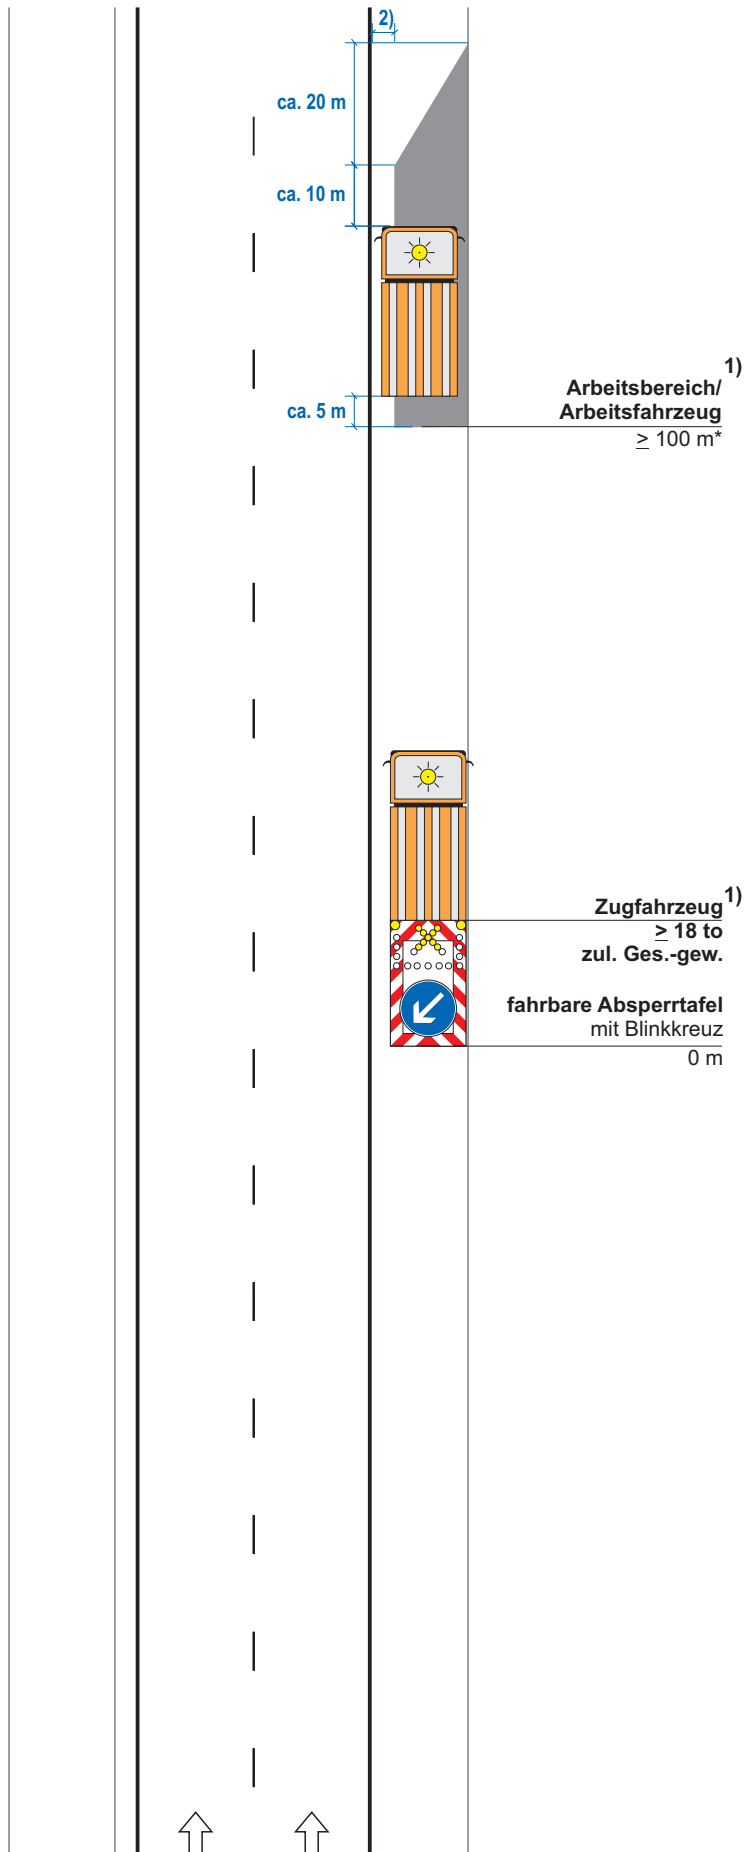 2)
ca. 20 m
ca. 10 m
1)
Arbeitsbereich/
Arbeitsfahrzeug
ca. 5 m
≥ 100 m*
1)
Zugfahrzeug
≥ 18 to
zul. Ges.-gew.
fahrbare Absperrtafel
mit Blinkkreuz
0 m